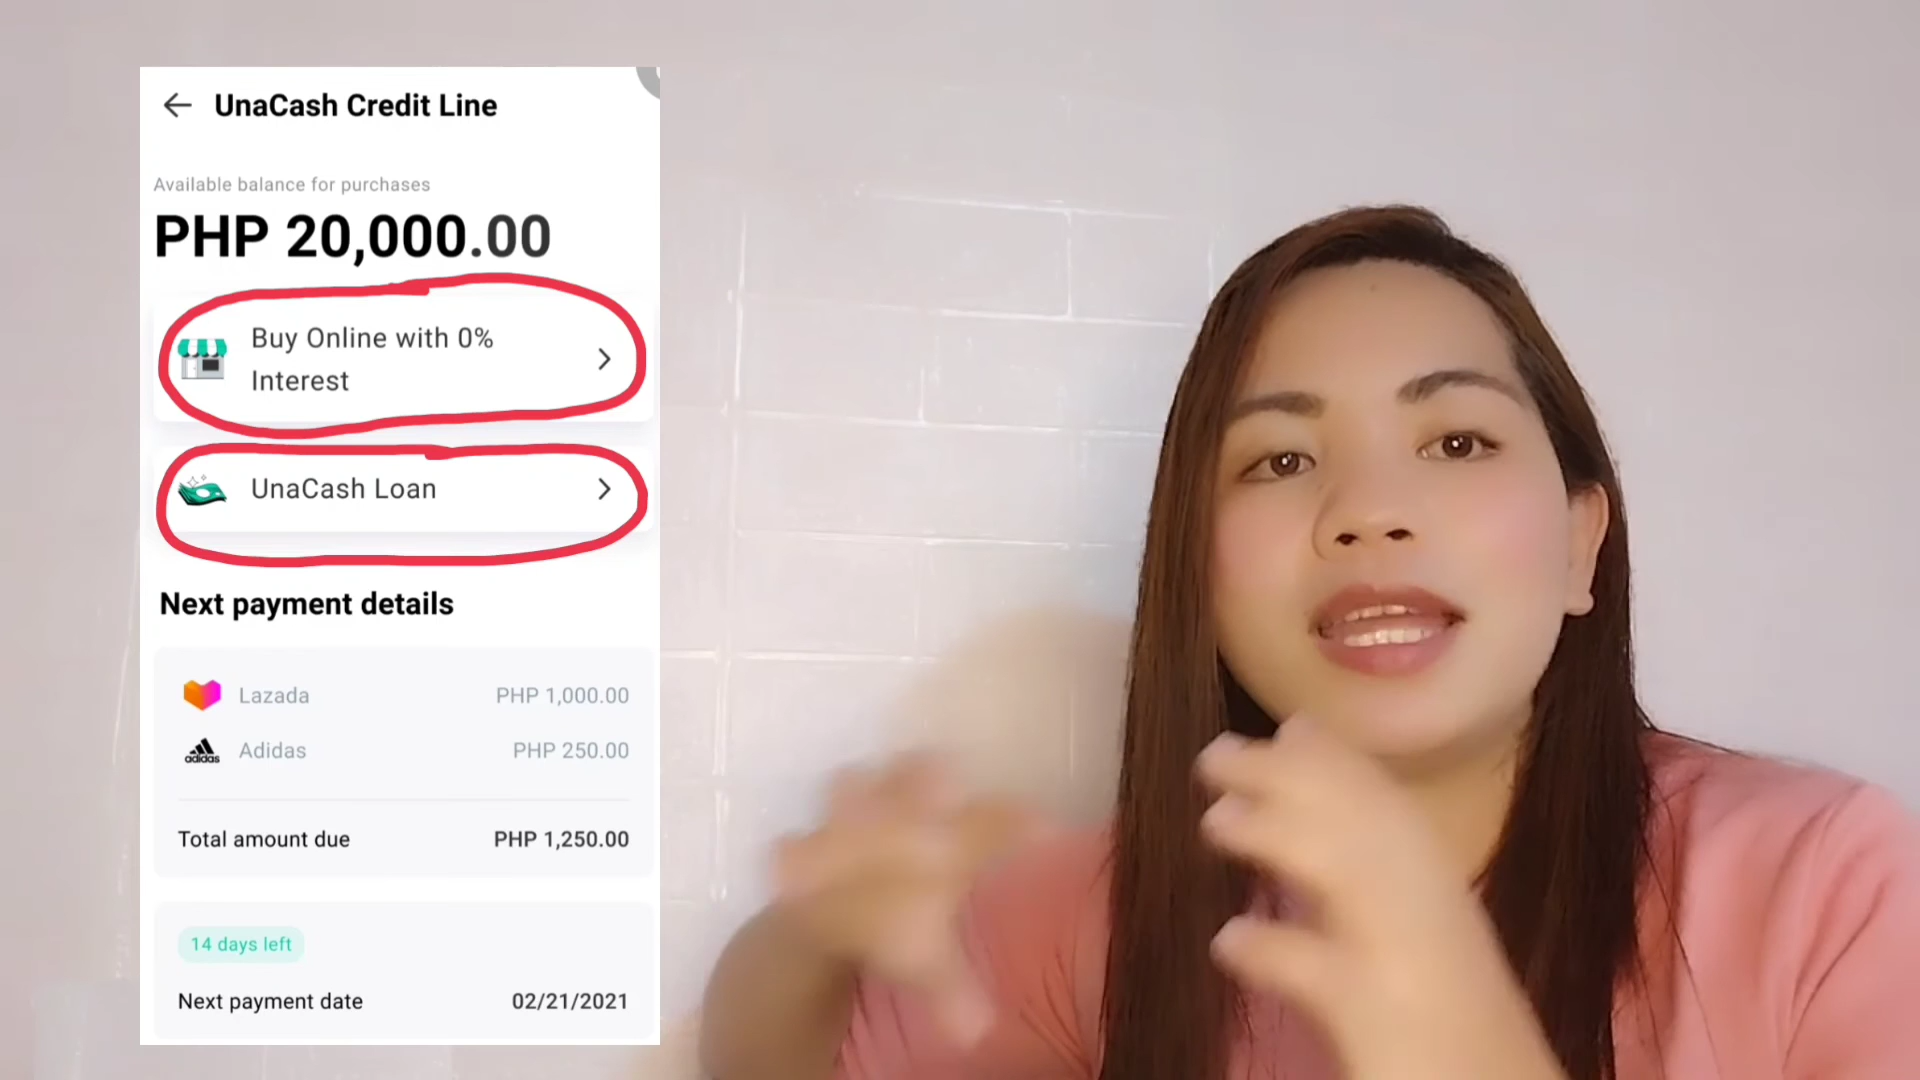 UnaCash Credit Line
Available balance for purchases
PHP 20,000.00
Buy Online with 0%
Interest
UnaCash Loan
Next payment details
Lazada PHP 1,000.00
adidas Adidas PHP 250.00
Total amount due PHP 1,250.00
14 days left
Next payment date 02/21/2021